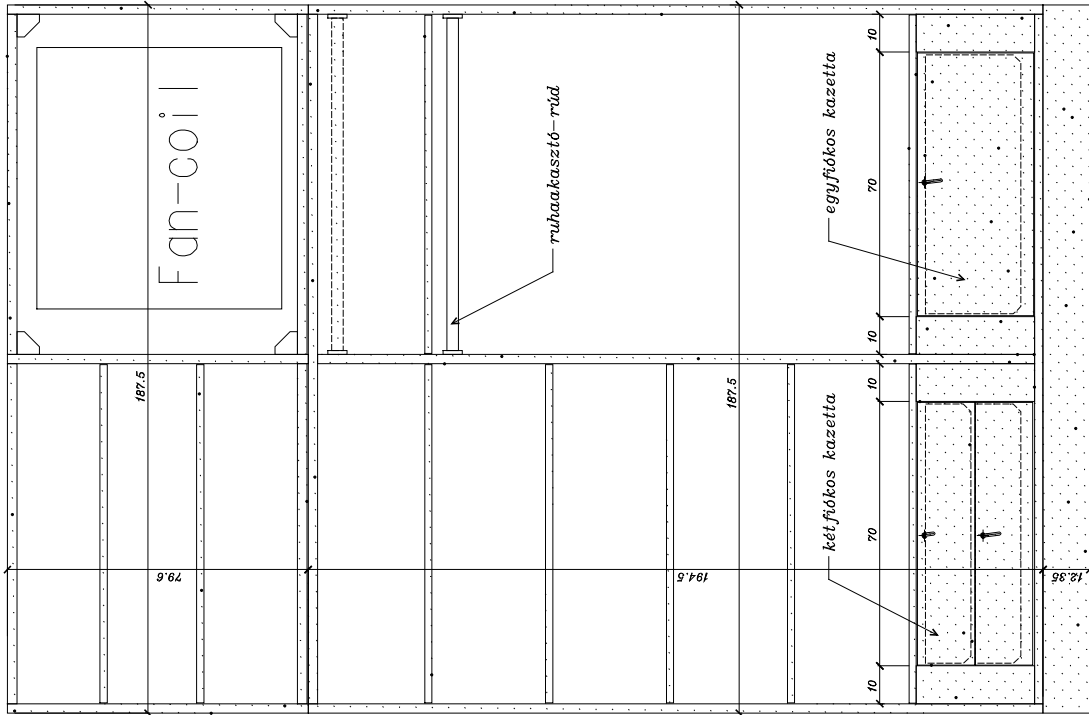 Fan-coil
187.5
79.6
ruhaakasztó-rúd
187.5
194.5
egyfiókos kazetta
kétfiókos kazetta
10
70
10
10
70
10
12.35